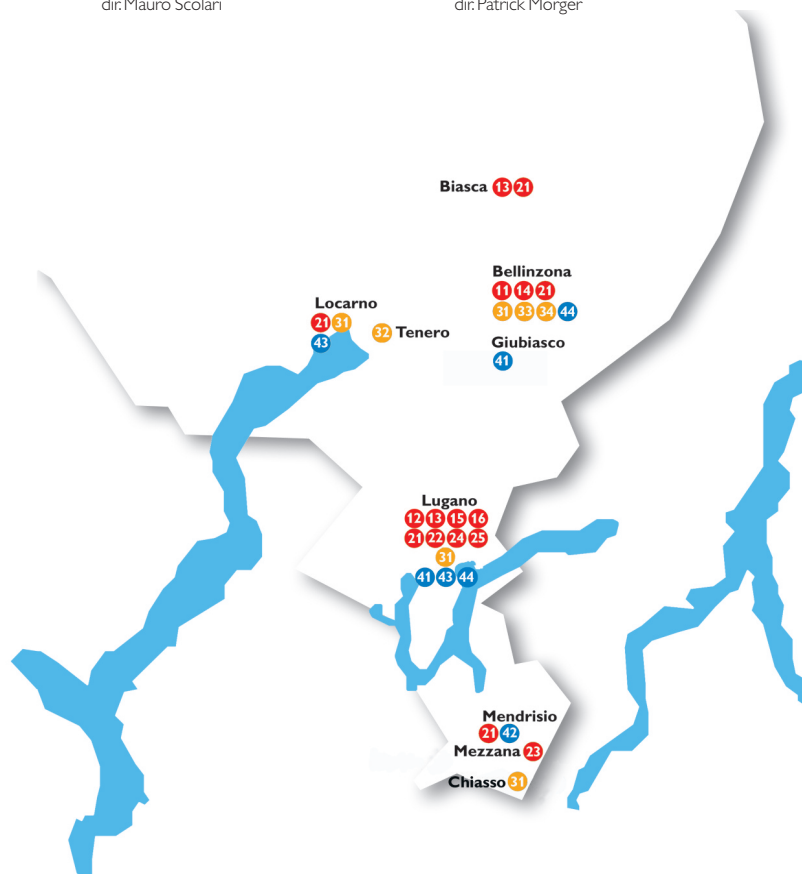 dir. Mauro Scolari
dir. Patrick Morger
Biasca 13 21
Bellinzona
11 14 21
31 33 34 44
Locarno
21 31
43
32 Tenero
Giubiasco
41
Lugano
12 13 15 16
21 22 24 25
31
41 43 44
Mendrisio
21 42
Mezzana 23
Chiasso 31